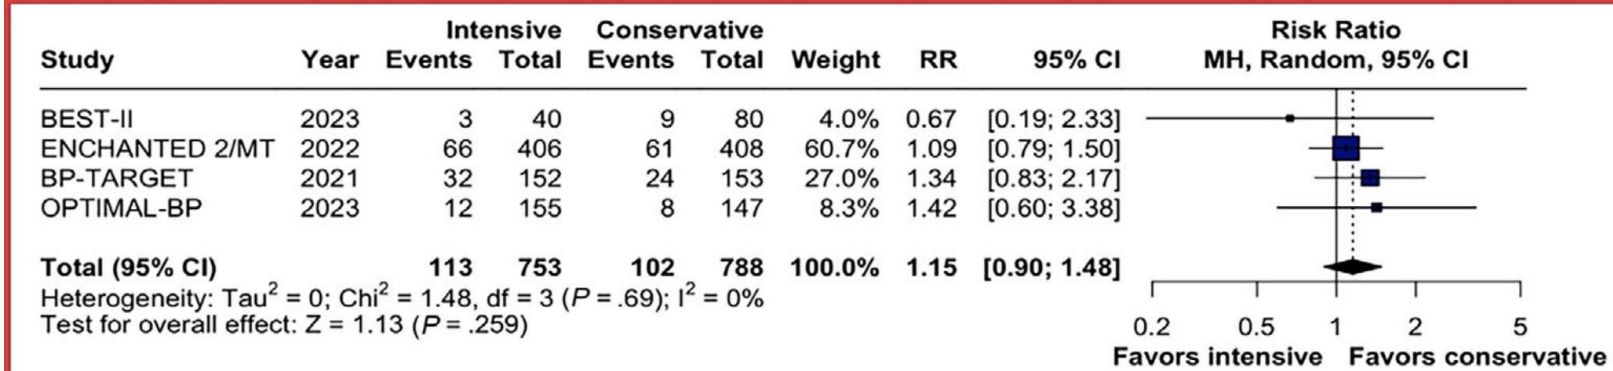 Intensive Conservative Risk Ratio
Study Year Events Total Events Total Weight RR 95% CI MH, Random, 95% CI
BEST-II 2023 3 40 9 80 4.0% 0.67 [0.19; 2.33]
ENCHANTED 2/MT 2022 66 406 61 408 60.7% 1.09 [0.79; 1.50]
BP-TARGET 2021 32 152 24 153 27.0% 1.34 [0.83; 2.17]
OPTIMAL-BP 2023 12 155 8 147 8.3% 1.42 [0.60; 3.38]
Total (95% CI) 113 753 102 788 100.0% 1.15 [0.90; 1.48]
Heterogeneity: Tau² = 0; Chi² = 1.48, df = 3 (P = .69); I² = 0%
Test for overall effect: Z = 1.13 (P = .259)
0.2 0.5 1 2 5
Favors intensive Favors conservative